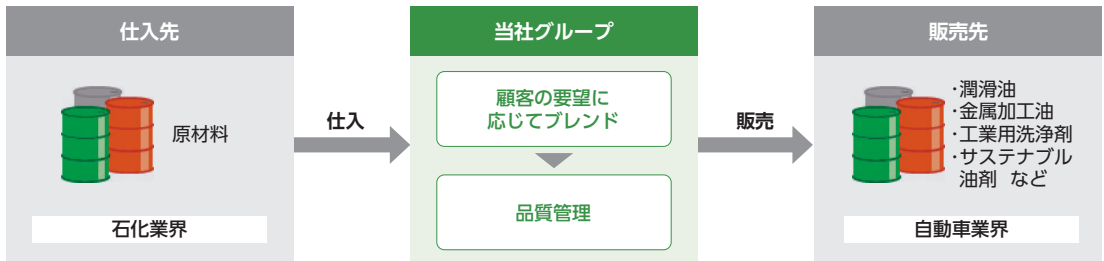 仕入先
原材料
石化業界
仕入
当社グループ
顧客の要望に
応じてブレンド
品質管理
販売
販売先
・潤滑油
・金属加工油
・工業用洗浄剤
・サステナブル
油剤 など
自動車業界